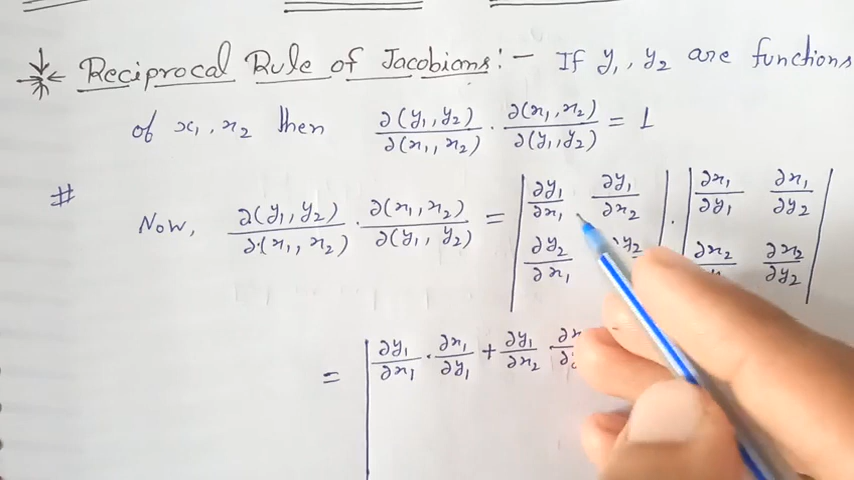 Reciprocal Rule of Jacobians :- If y₁, y₂ are functions
of x₁, x₂ then ∂(y₁, y₂)/∂(x₁, x₂) · ∂(x₁, x₂)/∂(y₁, y₂) = 1
# Now, ∂(y₁, y₂)/∂(x₁, x₂) · ∂(x₁, x₂)/∂(y₁, y₂) = | ∂y₁/∂x₁ ∂y₁/∂x₂ | · | ∂x₁/∂y₁ ∂x₁/∂y₂ |
| ∂y₂/∂x₁ ∂y₂ | | ∂x₂ ∂x₂/∂y₂ |
= | ∂y₁/∂x₁ · ∂x₁/∂y₁ + ∂y₁/∂x₂ ·